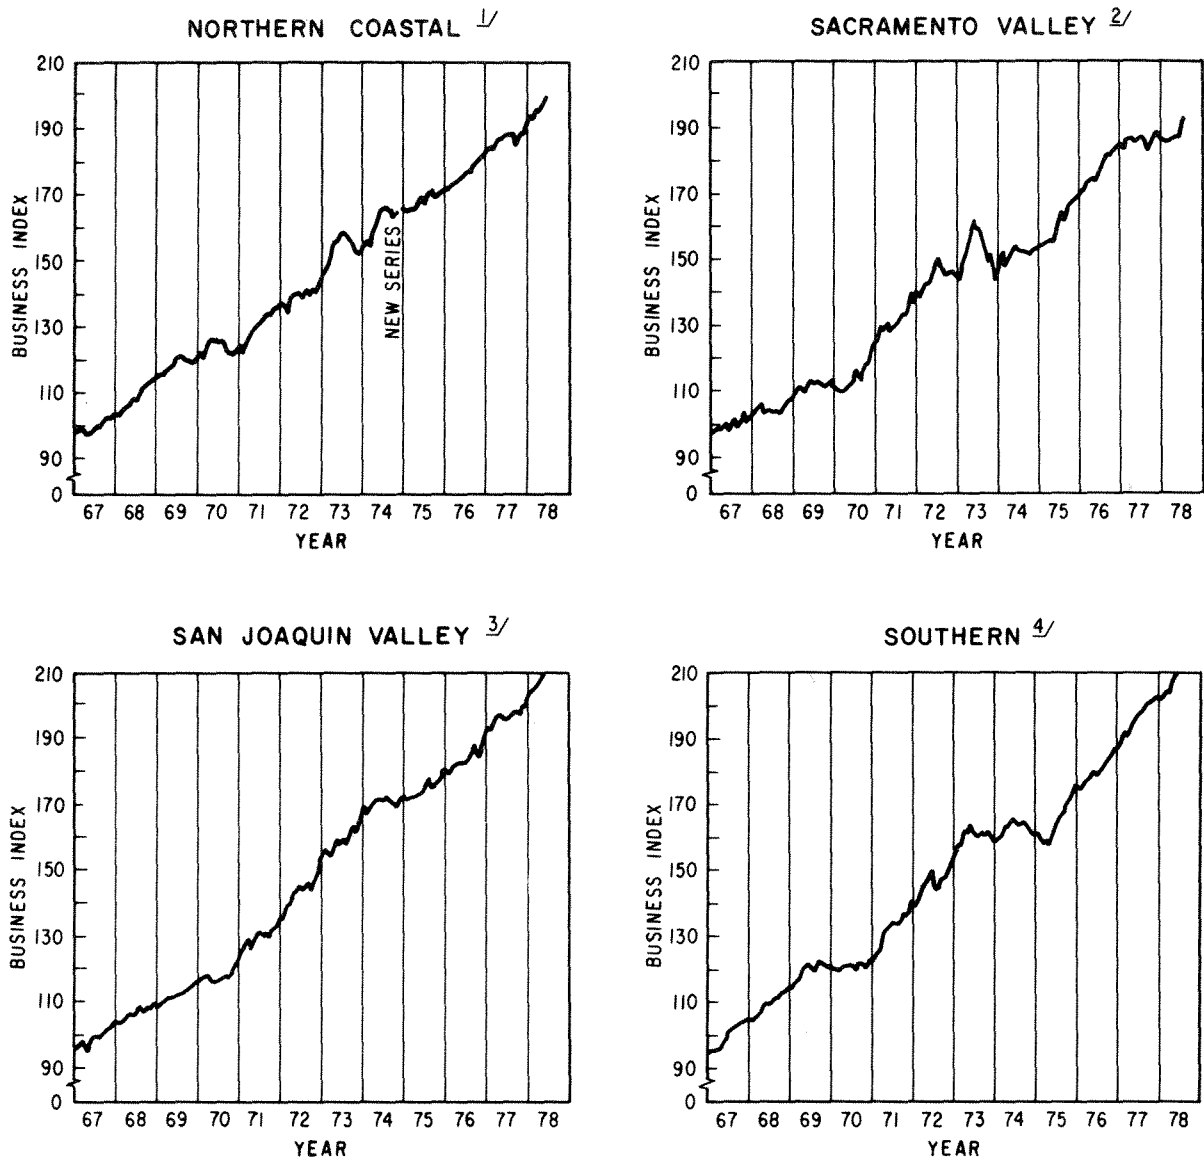 NORTHERN COASTAL 1/
BUSINESS INDEX
210
190
170
150
130
110
90
0
NEW SERIES
67 68 69 70 71 72 73 74 75 76 77 78
YEAR
SACRAMENTO VALLEY 2/
BUSINESS INDEX
210
190
170
150
130
110
90
0
67 68 69 70 71 72 73 74 75 76 77 78
YEAR
SAN JOAQUIN VALLEY 3/
BUSINESS INDEX
210
190
170
150
130
110
90
0
67 68 69 70 71 72 73 74 75 76 77 78
YEAR
SOUTHERN 4/
BUSINESS INDEX
210
190
170
150
130
110
90
0
67 68 69 70 71 72 73 74 75 76 77 78
YEAR